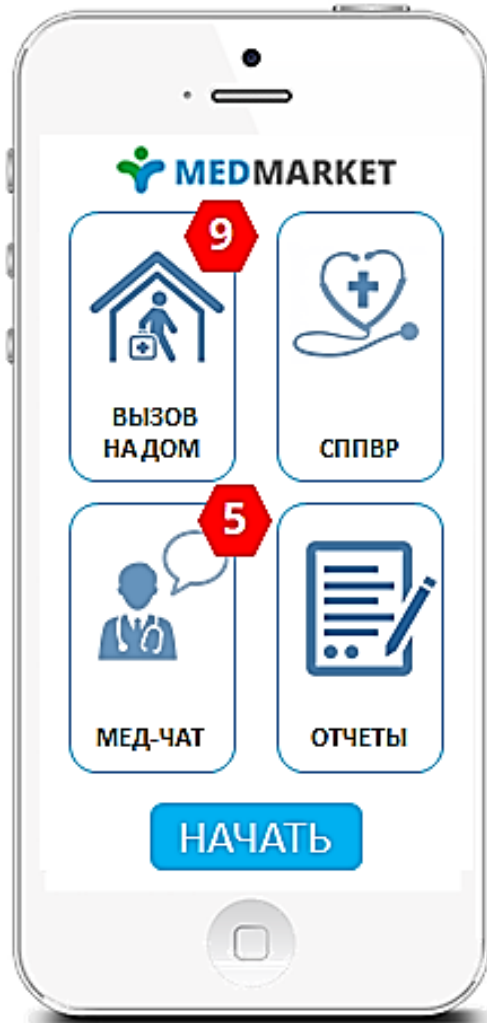 MEDMARKET
9
ВЫЗОВ
НА ДОМ
СППВР
5
МЕД-ЧАТ
ОТЧЕТЫ
НАЧАТЬ